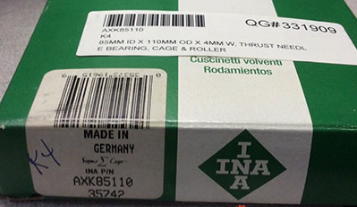 AXK85110
QG#331909
K4
85MM ID X 110MM OD X 4MM W, THRUST NEEDL
E BEARING, CAGE & ROLLER
Cuscinetti volventi
Rodamientos
MADE IN
GERMANY
INA P/N
AXK85110
35742
K4
INA
INA